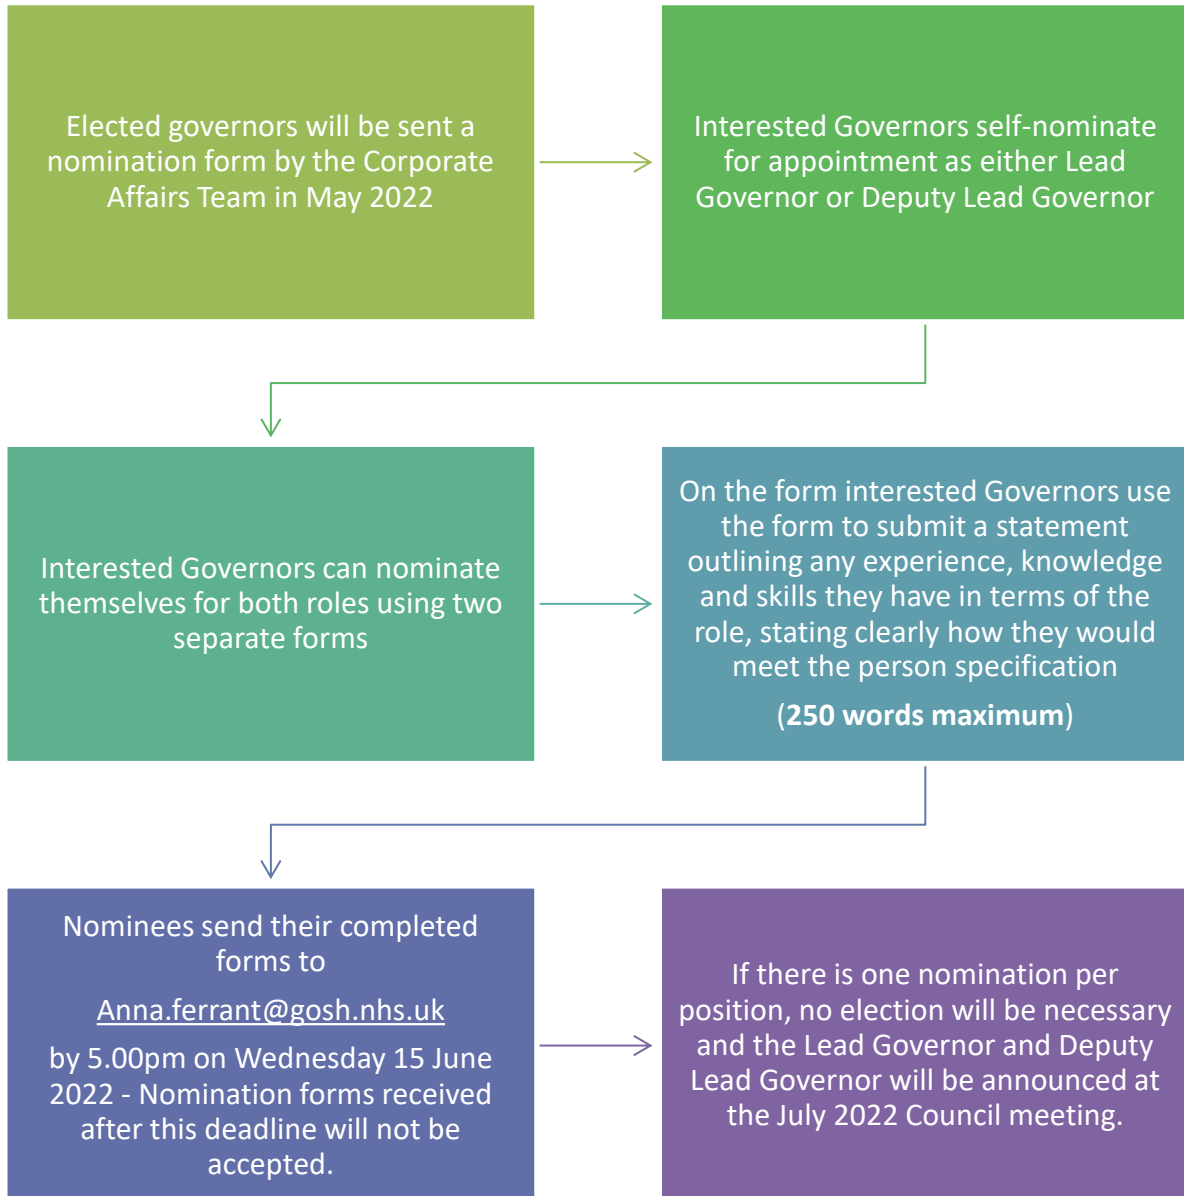 Elected governors will be sent a
nomination form by the Corporate
Affairs Team in May 2022
Interested Governors self-nominate
for appointment as either Lead
Governor or Deputy Lead Governor
Interested Governors can nominate
themselves for both roles using two
separate forms
On the form interested Governors use
the form to submit a statement
outlining any experience, knowledge
and skills they have in terms of the
role, stating clearly how they would
meet the person specification
(250 words maximum)
Nominees send their completed
forms to
Anna.ferrant@gosh.nhs.uk
by 5.00pm on Wednesday 15 June
2022 - Nomination forms received
after this deadline will not be
accepted.
If there is one nomination per
position, no election will be necessary
and the Lead Governor and Deputy
Lead Governor will be announced at
the July 2022 Council meeting.